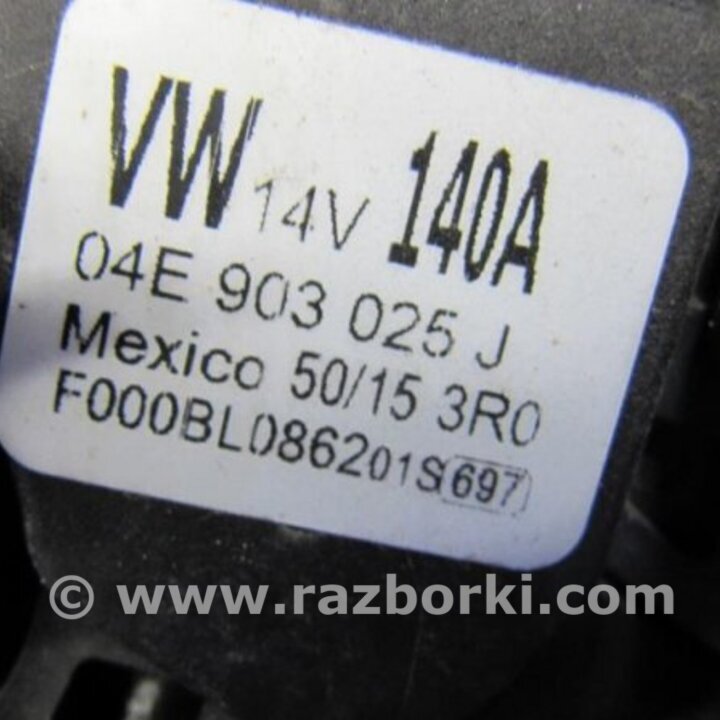 VW 14V 140A
04E 903 025 J
Mexico 50/15 3R0
F000BL086201S 697
© www.razborki.com